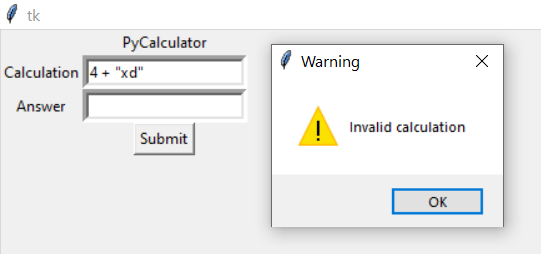 tk
PyCalculator
Calculation 4 + "xd"
Answer
Submit
Warning
Invalid calculation
OK